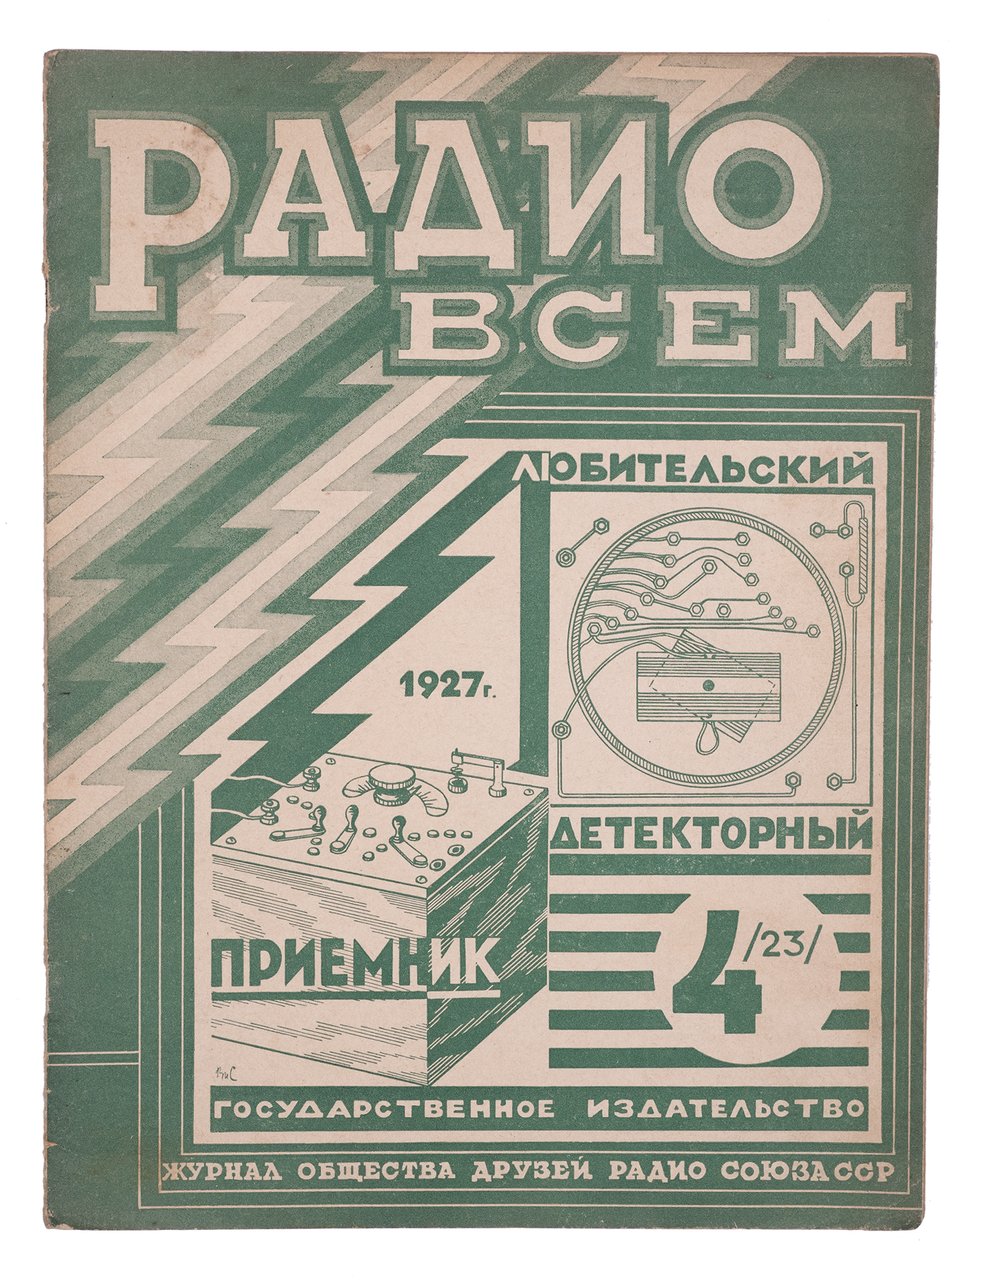 РАДИО
ВСЕМ
ЛЮБИТЕЛЬСКИЙ
1927г.
ДЕТЕКТОРНЫЙ
4/23/
ПРИЕМНИК
ГОСУДАРСТВЕННОЕ ИЗДАТЕЛЬСТВО
ЖУРНАЛ ОБЩЕСТВА ДРУЗЕЙ РАДИО СОЮЗА ССР